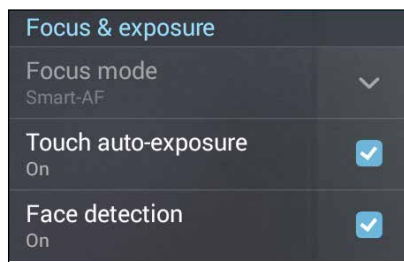 Focus & exposure
Focus mode
Smart-AF
Touch auto-exposure
On
Face detection
On